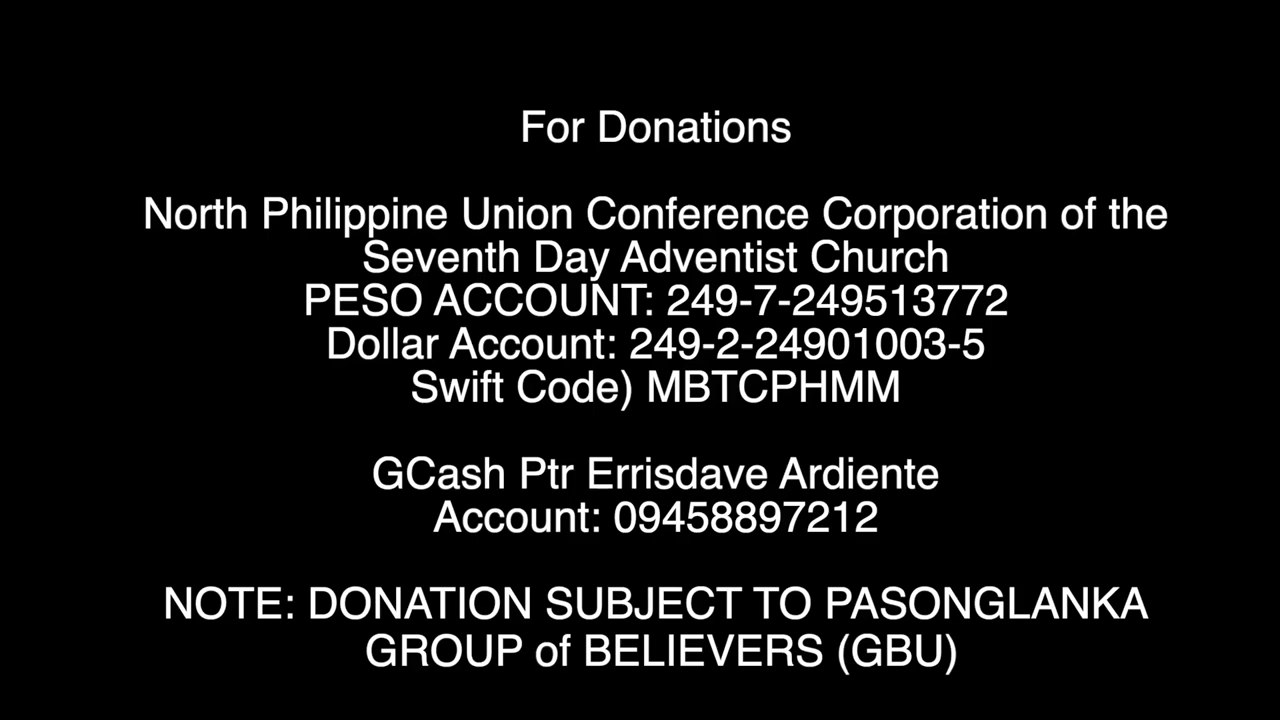 For Donations
North Philippine Union Conference Corporation of the
Seventh Day Adventist Church
PESO ACCOUNT: 249-7-249513772
Dollar Account: 249-2-24901003-5
Swift Code) MBTCPHMM
GCash Ptr Errisdave Ardiente
Account: 09458897212
NOTE: DONATION SUBJECT TO PASONGLANKA
GROUP of BELIEVERS (GBU)